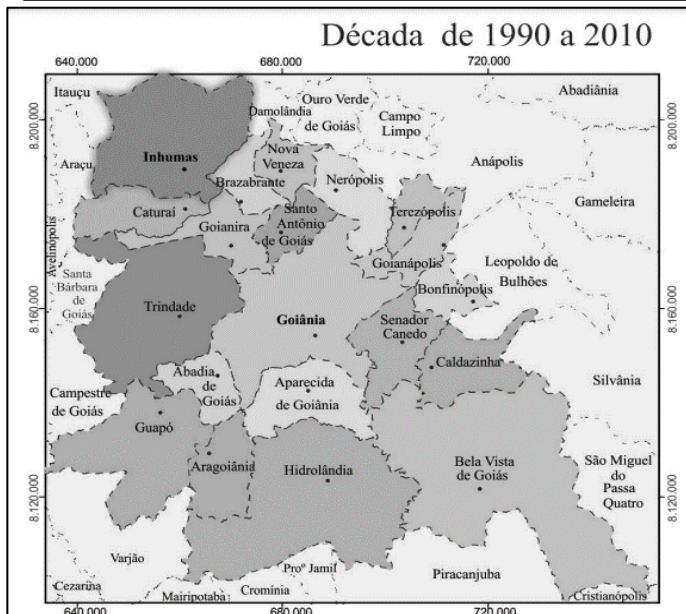 Década de 1990 a 2010
640.000
680.000
720.000
8.200.000
8.200.000
Itauçu
Ouro Verde
de Goiás
Abadiânia
Damolândia
Campo
Limpo
Inhumas
Araçu
Nova
Veneza
Anápolis
Brazabrante
Nerópolis
Gameleira
Caturaí
Santo
Antônio
de Goiás
Terezópolis
Goianira
Avelinópolis
Goianápolis
Leopoldo de
Bulhões
Santa
Bárbara
de
Goiás
Bonfinópolis
8.160.000
8.160.000
Trindade
Goiânia
Senador
Canedo
Caldazinha
Abadia
de
Goiás
Aparecida
de Goiânia
Silvânia
Campestre
de Goiás
Guapó
Aragoiânia
Hidrolândia
Bela Vista
de Goiás
São Miguel
do
Passa
Quatro
8.120.000
8.120.000
Varjão
Profº Jamil
Piracanjuba
Cezarina
Mairipotaba
Cromínia
Cristianópolis
640.000
680.000
720.000